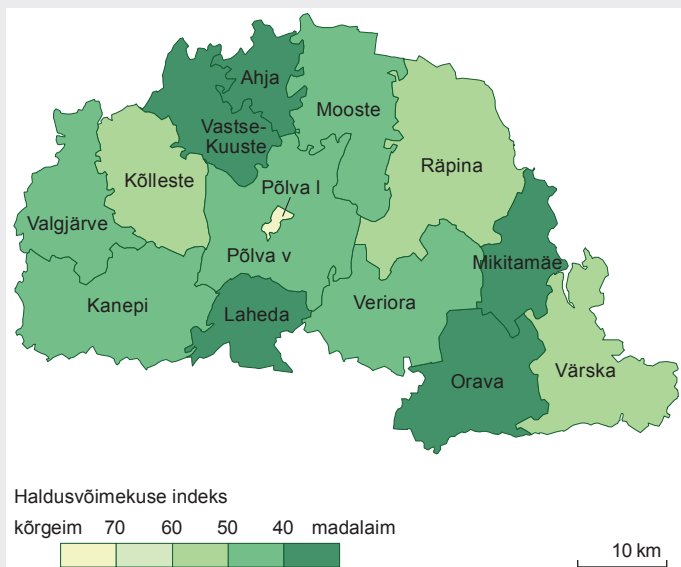 Ahja
Mooste
Vastse-
Kuuste
Räpina
Kõlleste
Põlva l
Valgjärve
Põlva v
Mikitamäe
Kanepi
Laheda
Veriora
Orava
Värska
Haldusvõimekuse indeks
kõrgeim 70 60 50 40 madalaim
10 km